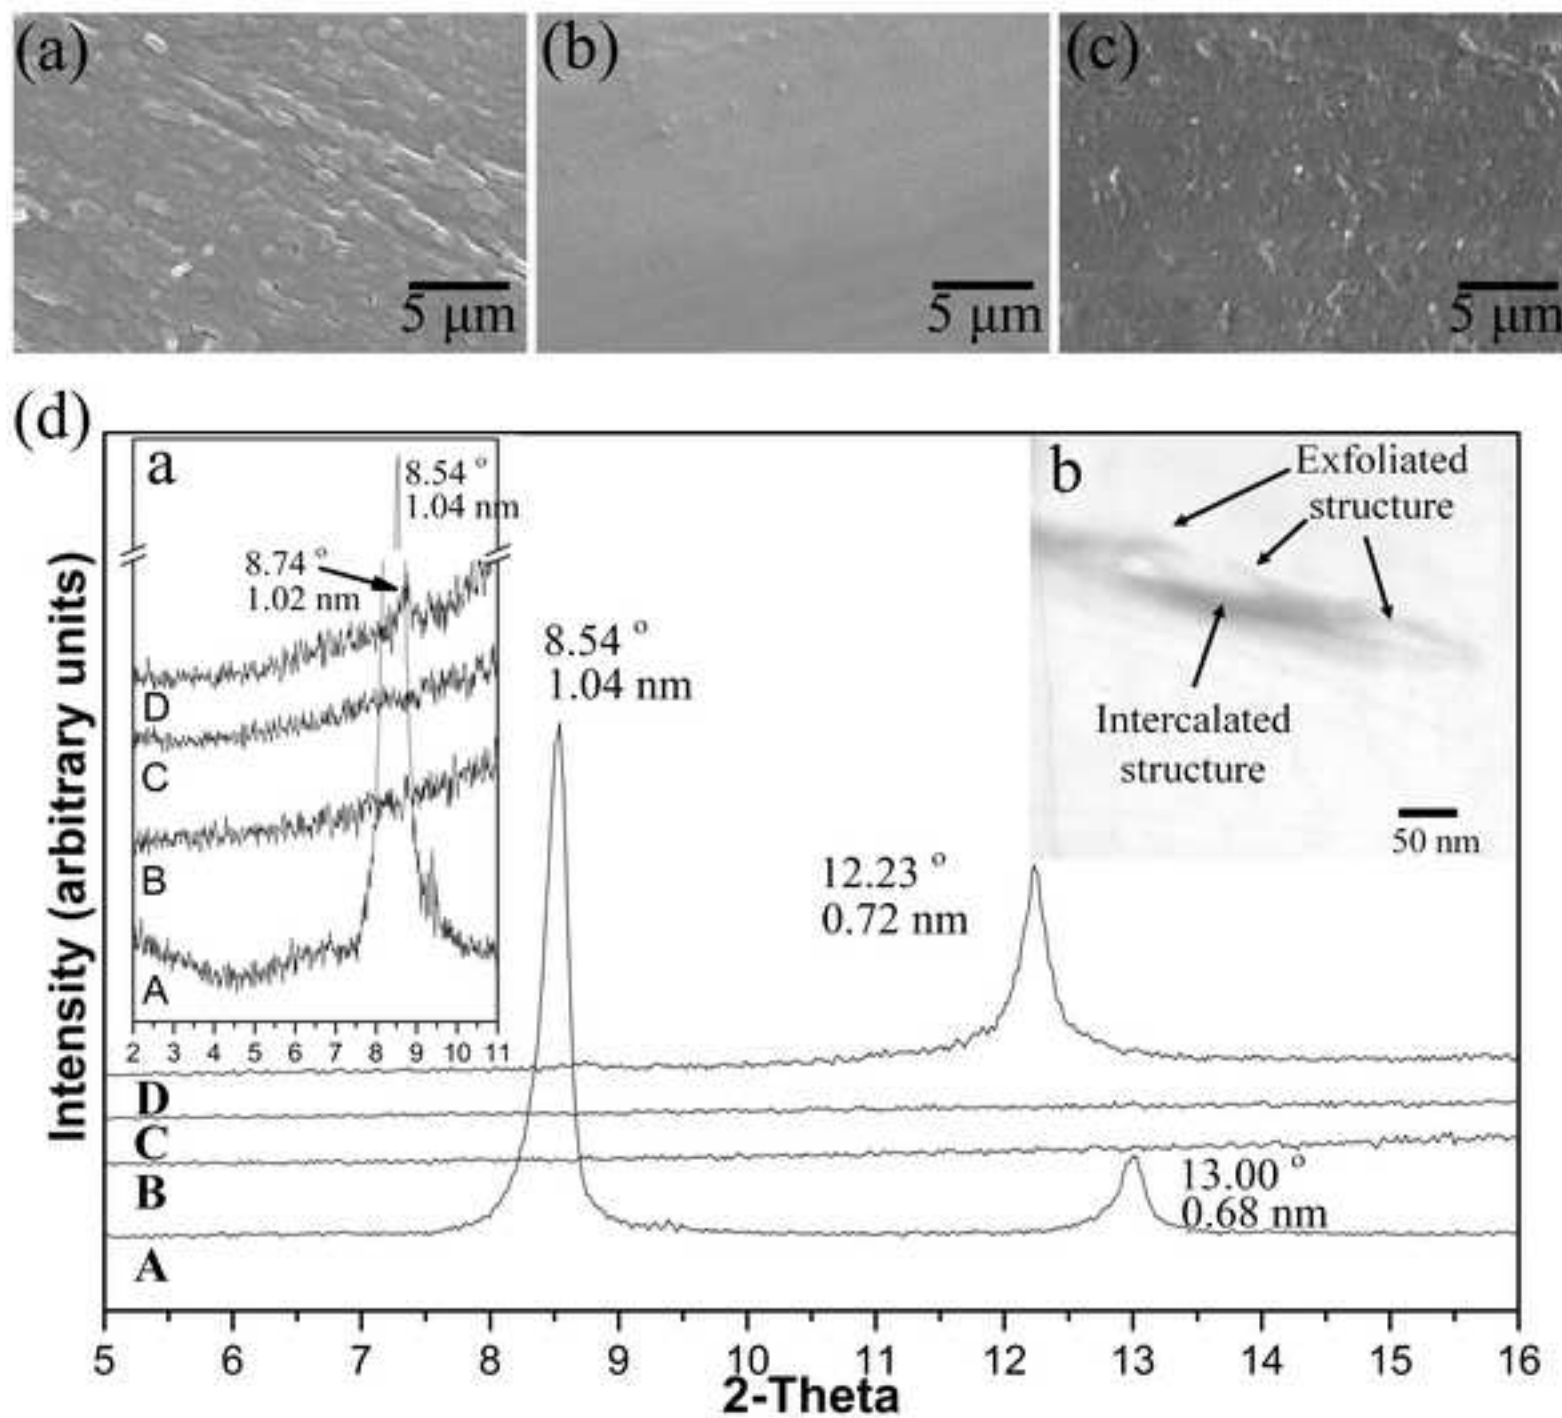 (a)
(b)
(c)
5 μm
5 μm
5 μm
(d)
a
8.54 °
1.04 nm
8.74 °
1.02 nm
D
C
B
A
2 3 4 5 6 7 8 9 10 11
b
Exfoliated
structure
Intercalated
structure
50 nm
8.54 °
1.04 nm
12.23 °
0.72 nm
13.00 °
0.68 nm
D
C
B
A
Intensity (arbitrary units)
5 6 7 8 9 10 11 12 13 14 15 16
2-Theta